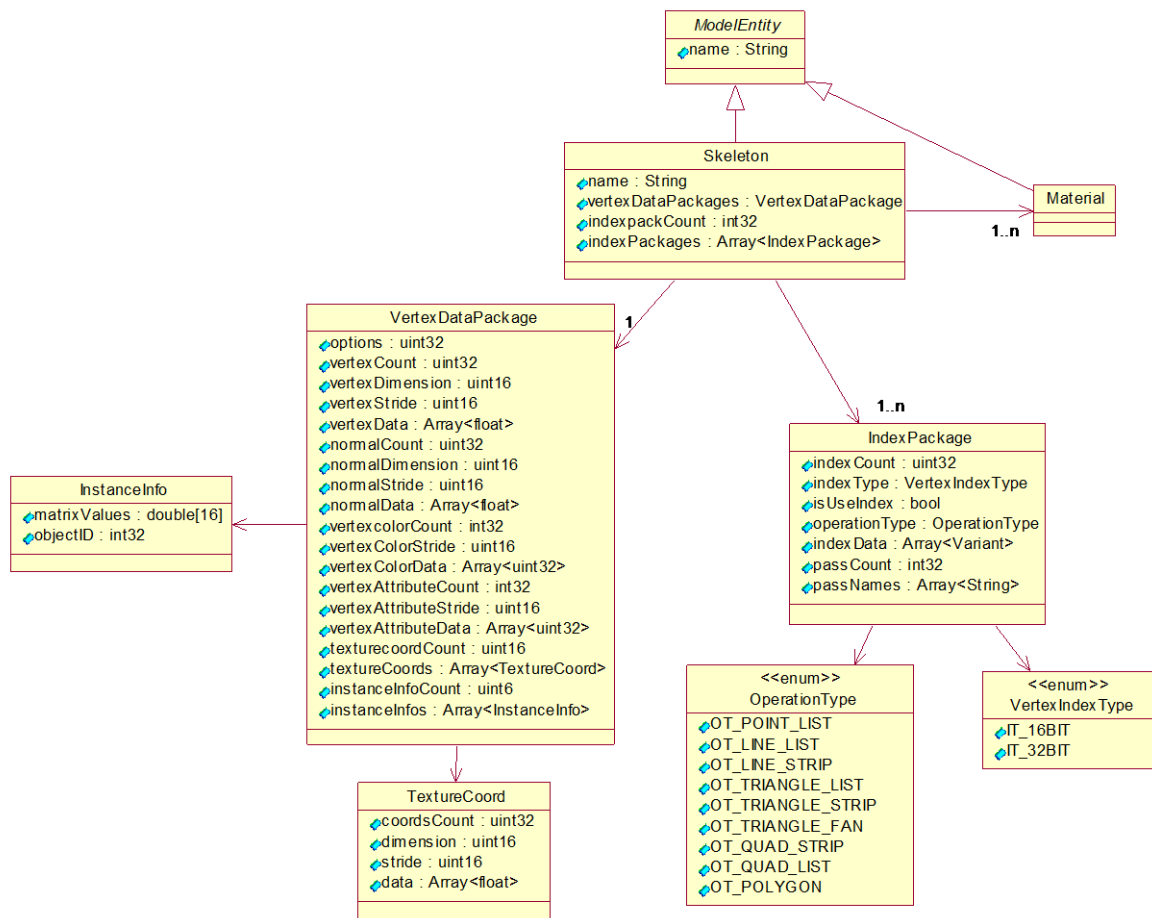 ModelEntity
name : String
Skeleton
name : String
vertexDataPackages : VertexDataPackage
indexpackCount : int32
indexPackages : Array<IndexPackage>
Material
1..n
1
1..n
VertexDataPackage
options : uint32
vertexCount : uint32
vertexDimension : uint16
vertexStride : uint16
vertexData : Array<float>
normalCount : uint32
normalDimension : uint16
normalStride : uint16
normalData : Array<float>
vertexcolorCount : int32
vertexColorStride : uint16
vertexColorData : Array<uint32>
vertexAttributeCount : int32
vertexAttributeStride : uint16
vertexAttributeData : Array<uint32>
texturecoordCount : uint16
textureCoords : Array<TextureCoord>
instanceInfoCount : uint6
instanceInfos : Array<InstanceInfo>
IndexPackage
indexCount : uint32
indexType : VertexIndexType
isUseIndex : bool
operationType : OperationType
indexData : Array<Variant>
passCount : int32
passNames : Array<String>
InstanceInfo
matrixValues : double[16]
objectID : int32
<<enum>>
OperationType
OT_POINT_LIST
OT_LINE_LIST
OT_LINE_STRIP
OT_TRIANGLE_LIST
OT_TRIANGLE_STRIP
OT_TRIANGLE_FAN
OT_QUAD_STRIP
OT_QUAD_LIST
OT_POLYGON
<<enum>>
VertexIndexType
IT_16BIT
IT_32BIT
TextureCoord
coordsCount : uint32
dimension : uint16
stride : uint16
data : Array<float>